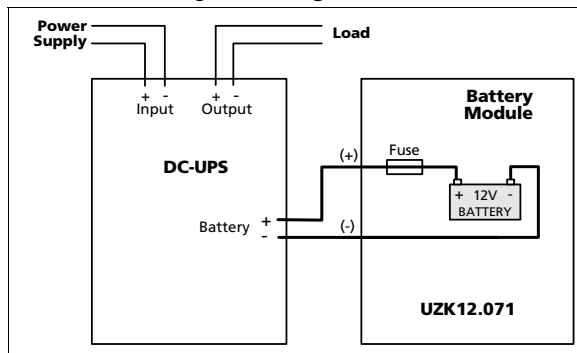 Power
Supply
Load
+ - + -
Input Output
Battery
Module
DC-UPS
(+) Fuse
+ 12V -
BATTERY
Battery +
-
(-)
UZK12.071